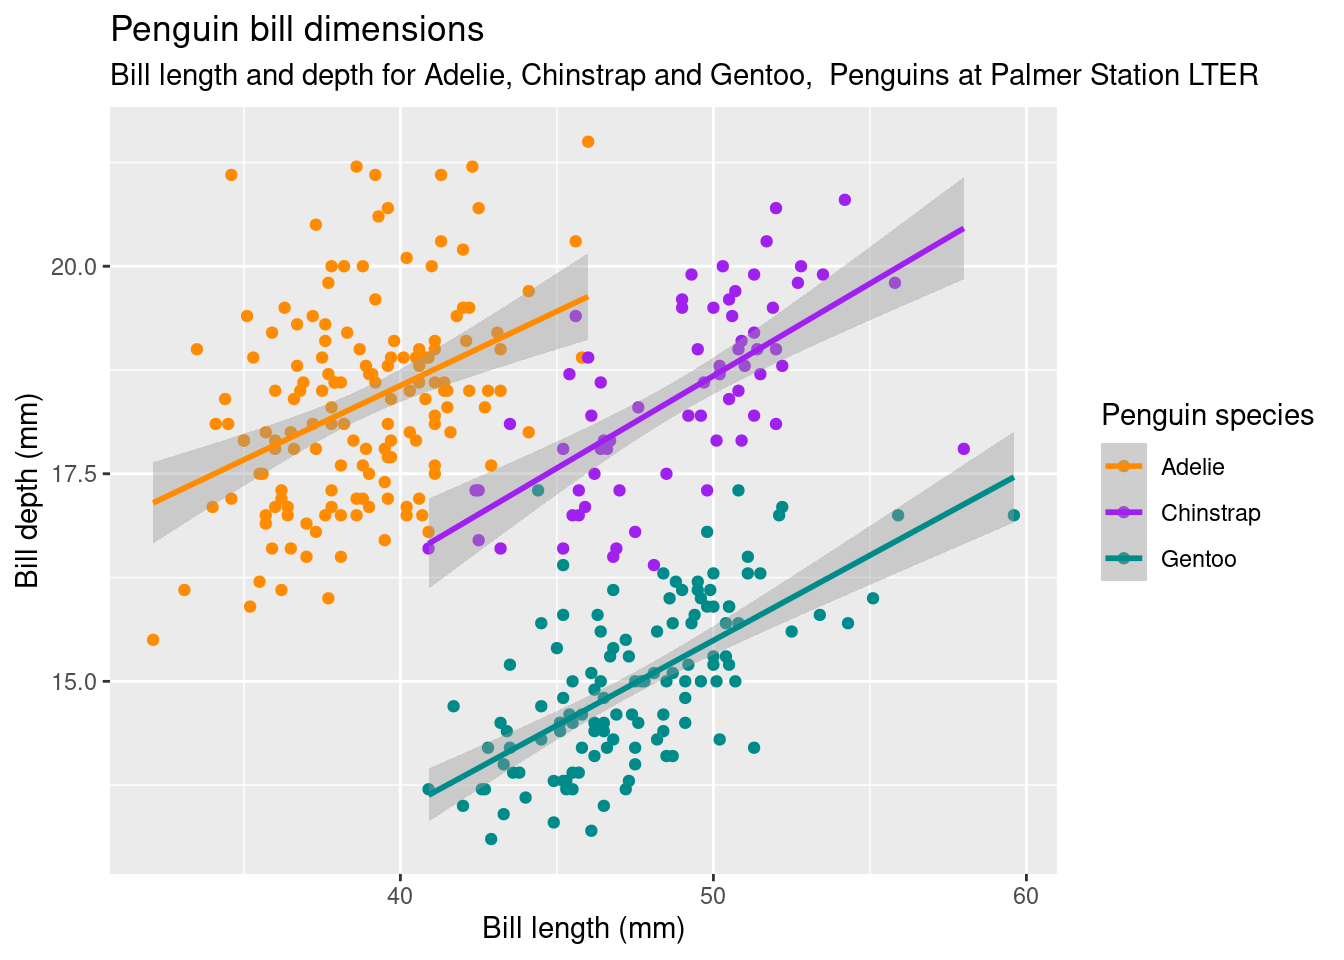 Penguin bill dimensions
Bill length and depth for Adelie, Chinstrap and Gentoo,  Penguins at Palmer Station LTER
20.0
17.5
15.0
Bill depth (mm)
40
50
60
Bill length (mm)
Penguin species
Adelie
Chinstrap
Gentoo